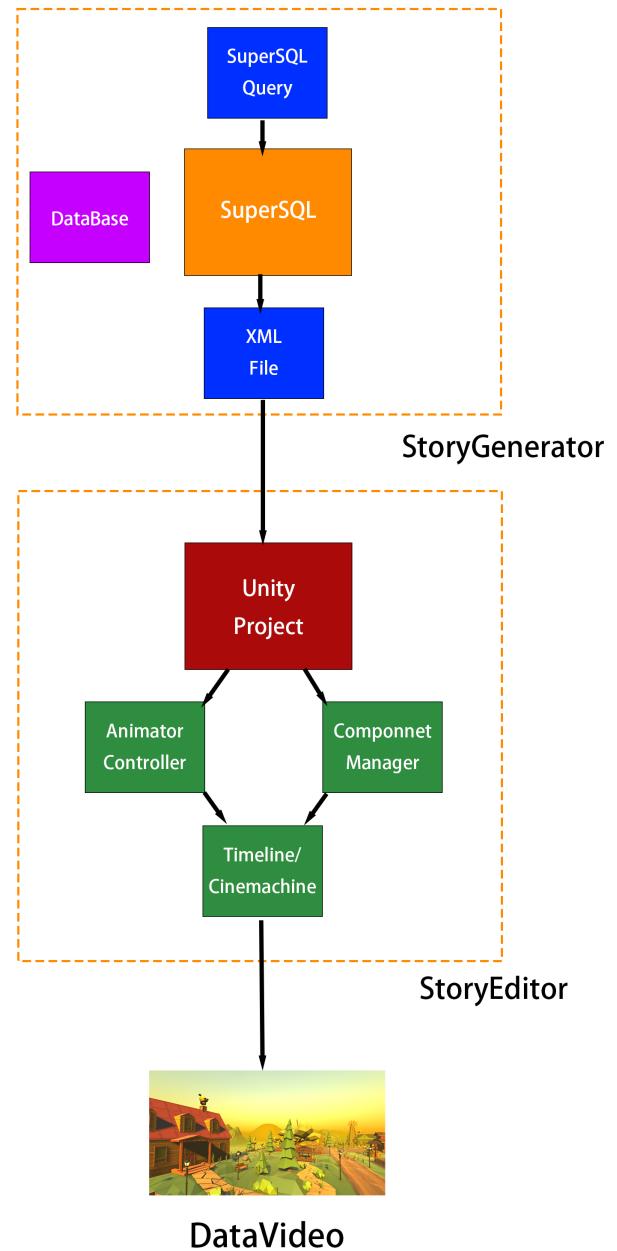 SuperSQL
Query
DataBase
SuperSQL
XML
File
StoryGenerator
Unity
Project
Animator
Controller
Componnet
Manager
Timeline/
Cinemachine
StoryEditor
DataVideo